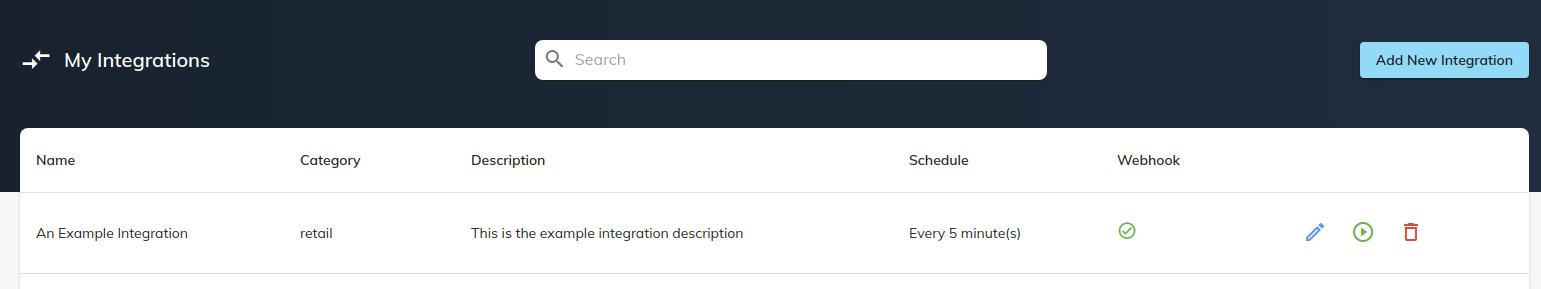 My Integrations
Search
Add New Integration
Name Category Description Schedule Webhook
An Example Integration retail This is the example integration description Every 5 minute(s)